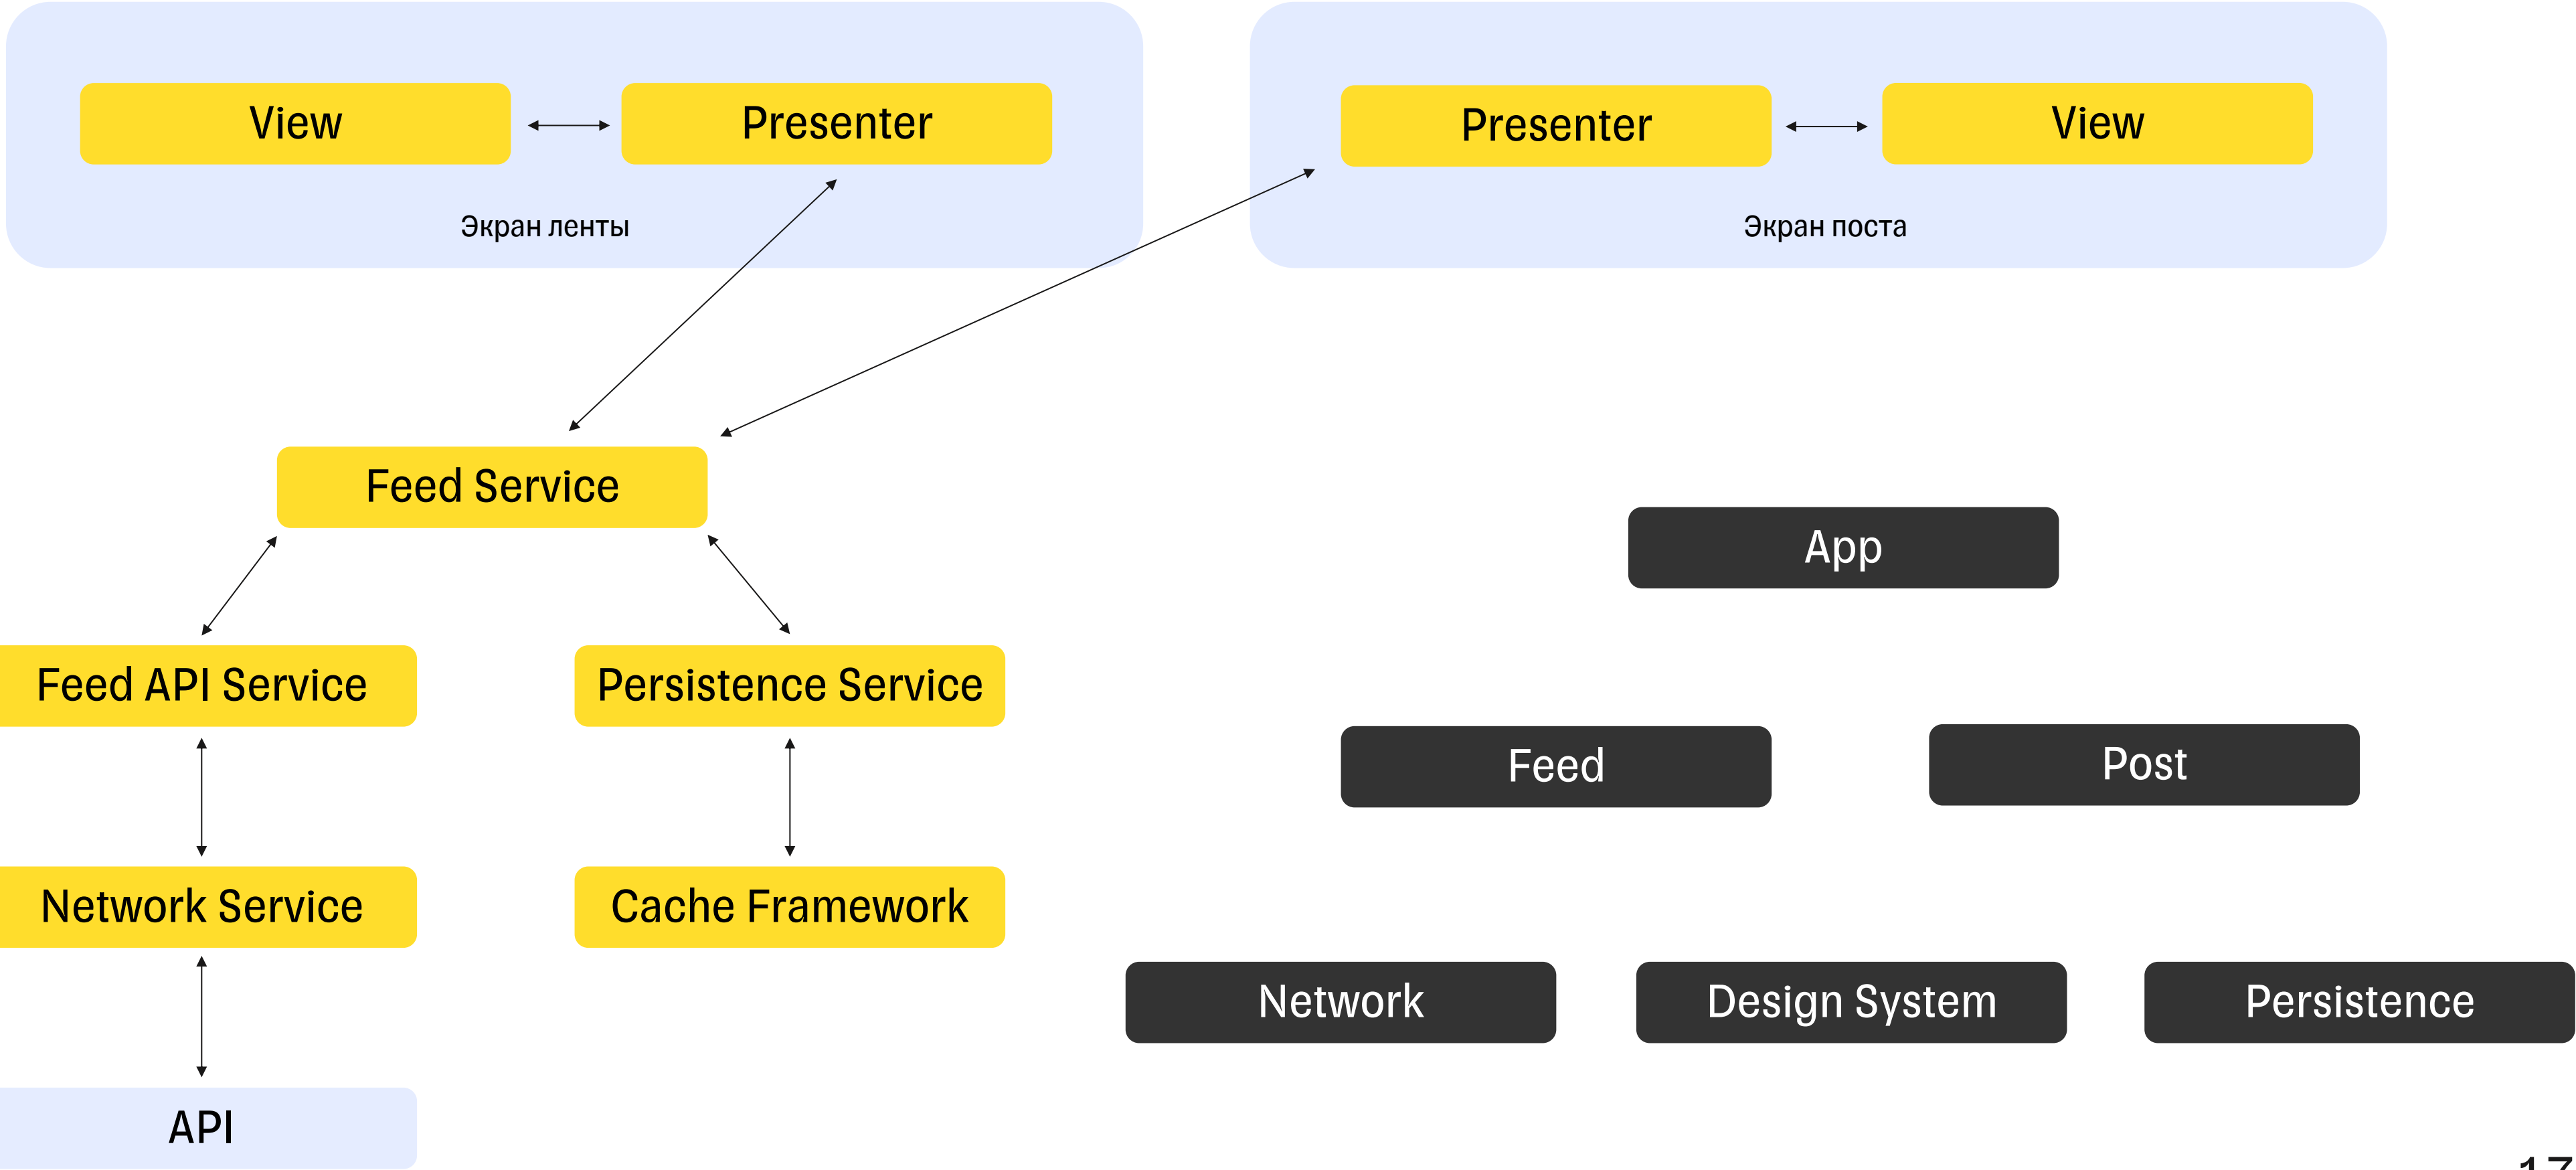 View
Presenter
Экран ленты
Presenter
View
Экран поста
Feed Service
Feed API Service
Persistence Service
Network Service
Cache Framework
API
App
Feed
Post
Network
Design System
Persistence